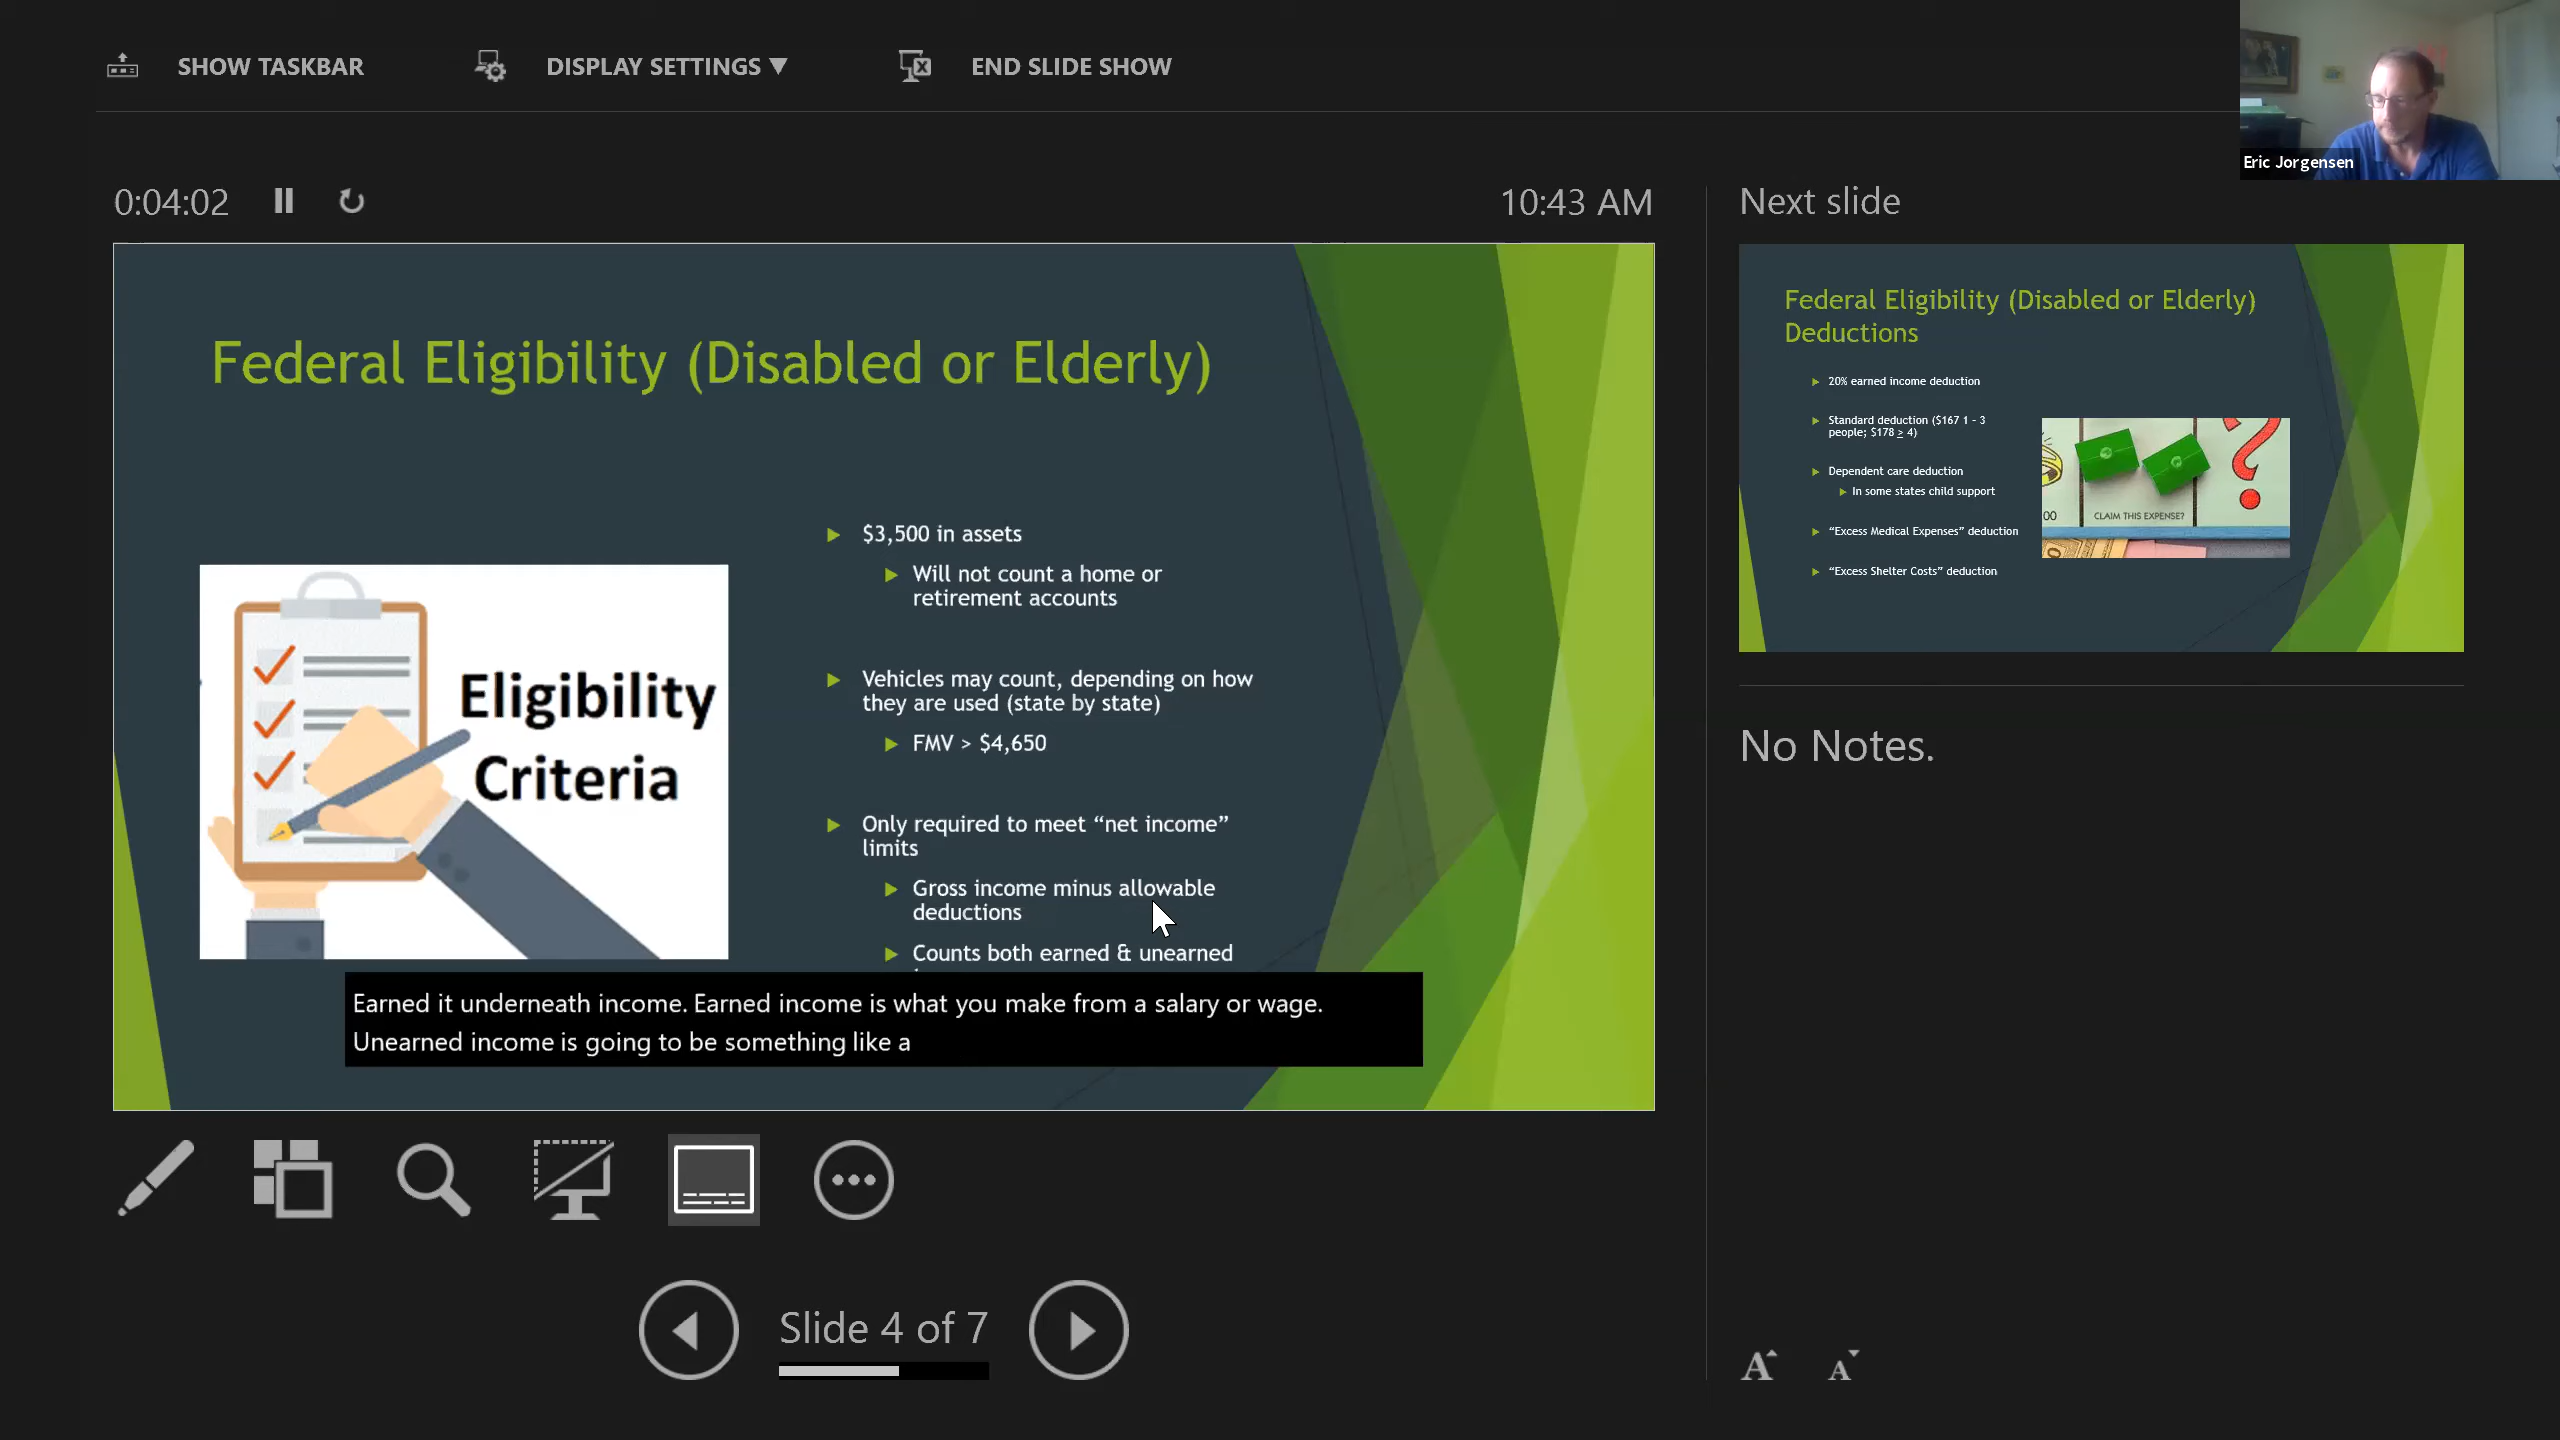 SHOW TASKBAR
DISPLAY SETTINGS ▼
END SLIDE SHOW
Eric Jorgensen
0:04:02
10:43 AM
Next slide
Federal Eligibility (Disabled or Elderly)
$3,500 in assets
Will not count a home or
retirement accounts
Vehicles may count, depending on how
they are used (state by state)
FMV > $4,650
Only required to meet “net income”
limits
Gross income minus allowable
deductions
Counts both earned & unearned
Eligibility
Criteria
Earned it underneath income. Earned income is what you make from a salary or wage.
Unearned income is going to be something like a
Slide 4 of 7
Federal Eligibility (Disabled or Elderly)
Deductions
20% earned income deduction
Standard deduction ($167 1 – 3
people; $178 ≥ 4)
Dependent care deduction
In some states child support
“Excess Medical Expenses” deduction
“Excess Shelter Costs” deduction
00
CLAIM THIS EXPENSE?
?
No Notes.
A A